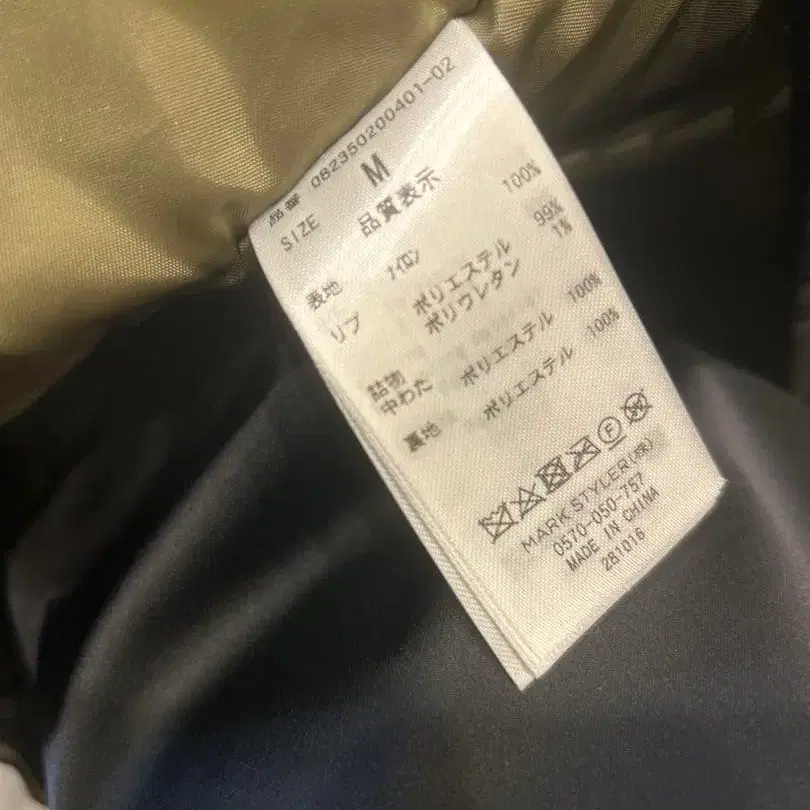 品番 082350200401-02
SIZE M
品質表示
表地 ナイロン 100%
リブ ポリエステル 99%
ポリウレタン 1%
詰物
中わた ポリエステル 100%
裏地 ポリエステル 100%
F
MARK STYLER(株)
0570-050-757
MADE IN CHINA
281016